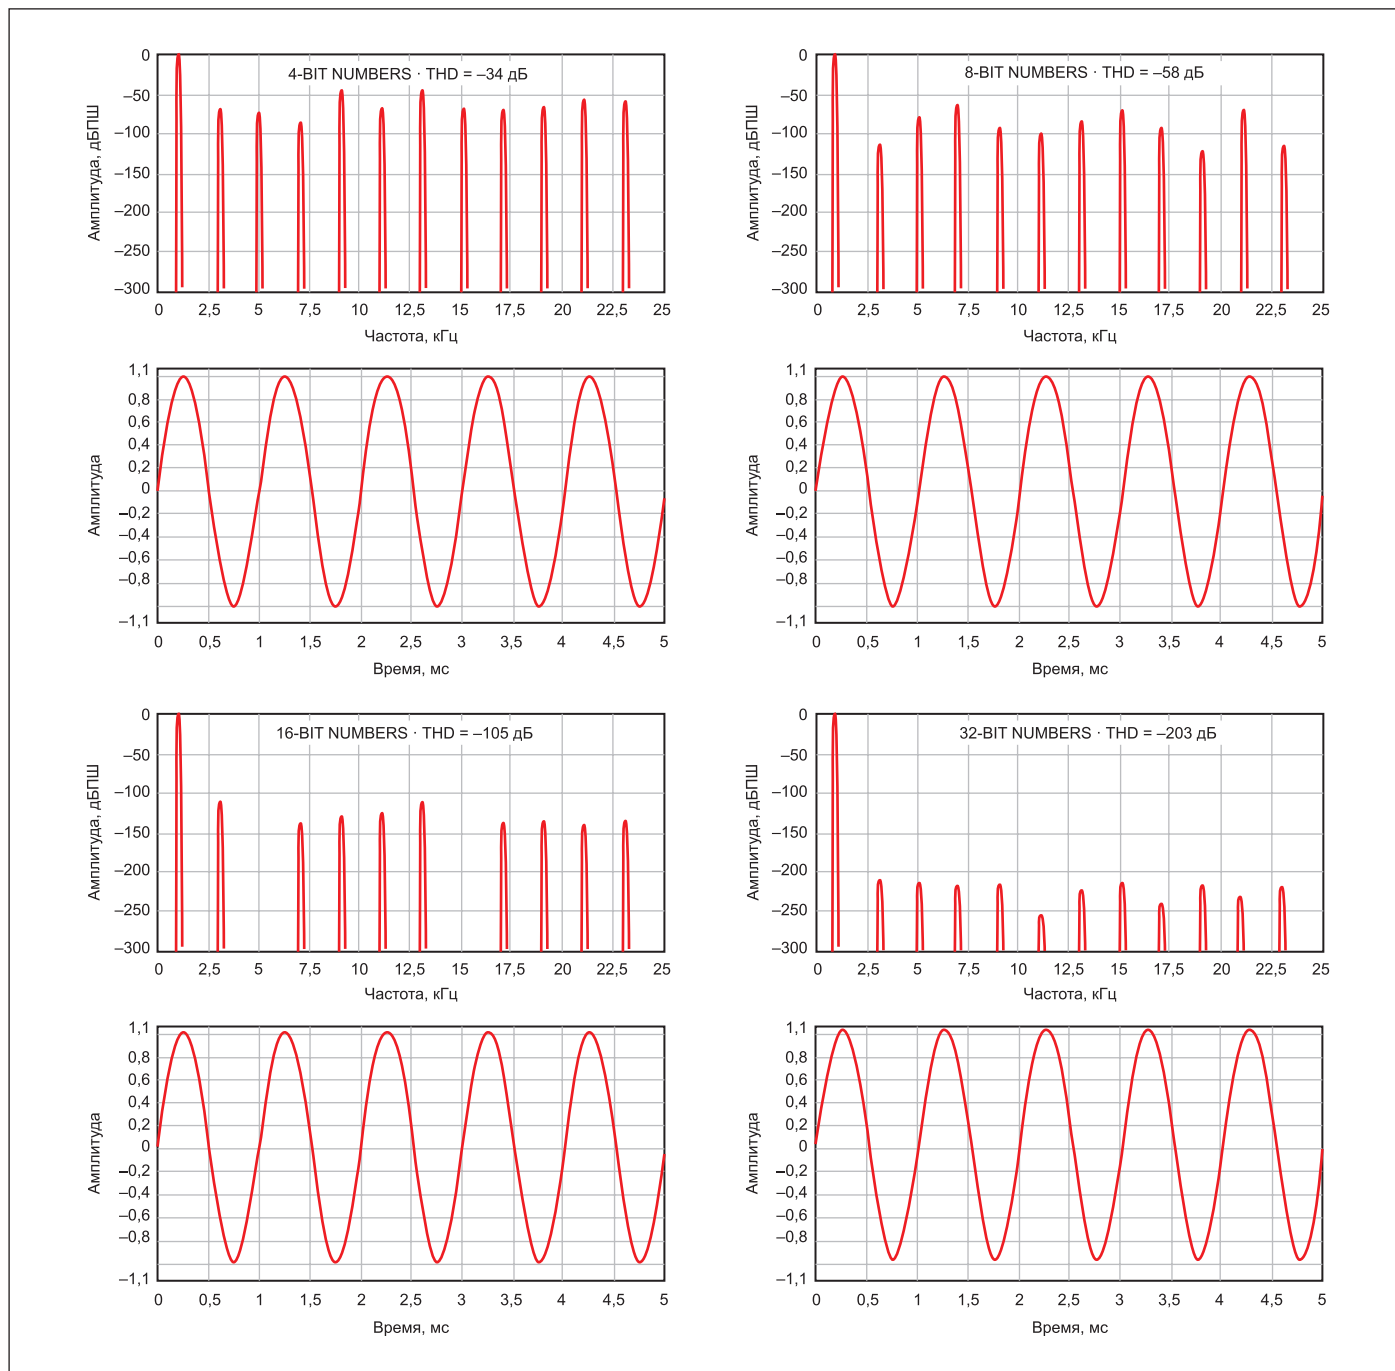 4-BIT NUMBERS · THD = –34 дБ
Амплитуда, дБПШ
0
–50
–100
–150
–200
–250
–300
0 2,5 5 7,5 10 12,5 15 17,5 20 22,5 25
Частота, кГц
8-BIT NUMBERS · THD = –58 дБ
Амплитуда, дБПШ
0
–50
–100
–150
–200
–250
–300
0 2,5 5 7,5 10 12,5 15 17,5 20 22,5 25
Частота, кГц
Амплитуда
1,1
0,8
0,6
0,4
0,2
0
–0,2
–0,4
–0,6
–0,8
–1,1
0 0,5 1 1,5 2 2,5 3 3,5 4 4,5 5
Время, мс
Амплитуда
1,1
0,8
0,6
0,4
0,2
0
–0,2
–0,4
–0,6
–0,8
–1,1
0 0,5 1 1,5 2 2,5 3 3,5 4 4,5 5
Время, мс
16-BIT NUMBERS · THD = –105 дБ
Амплитуда, дБПШ
0
–50
–100
–150
–200
–250
–300
0 2,5 5 7,5 10 12,5 15 17,5 20 22,5 25
Частота, кГц
32-BIT NUMBERS · THD = –203 дБ
Амплитуда, дБПШ
0
–50
–100
–150
–200
–250
–300
0 2,5 5 7,5 10 12,5 15 17,5 20 22,5 25
Частота, кГц
Амплитуда
1,1
0,8
0,6
0,4
0,2
0
–0,2
–0,4
–0,6
–0,8
–1,1
0 0,5 1 1,5 2 2,5 3 3,5 4 4,5 5
Время, мс
Амплитуда
1,1
0,8
0,6
0,4
0,2
0
–0,2
–0,4
–0,6
–0,8
–1,1
0 0,5 1 1,5 2 2,5 3 3,5 4 4,5 5
Время, мс